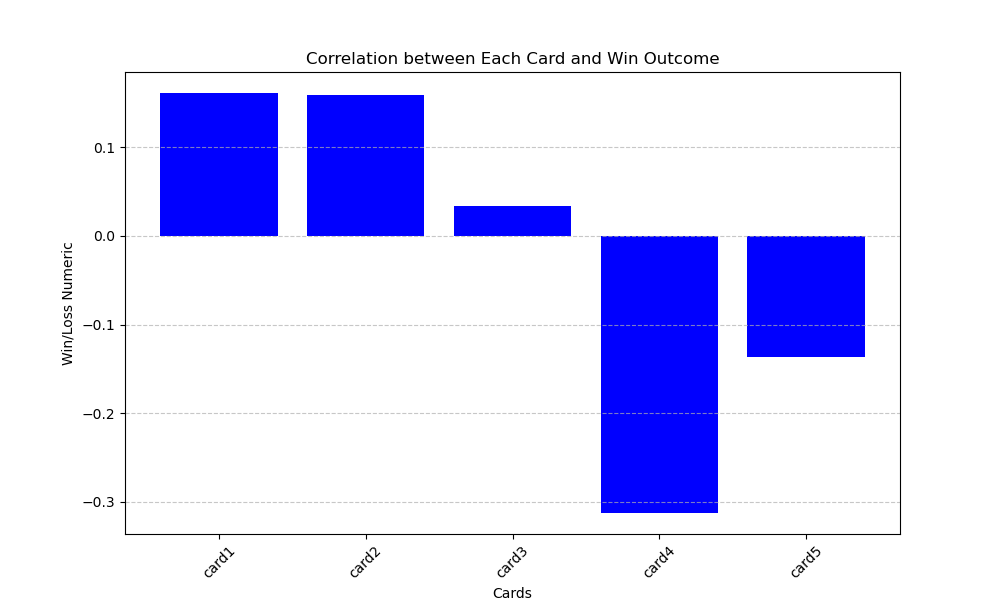 Correlation between Each Card and Win Outcome
0.1
0.0
−0.1
−0.2
−0.3
Win/Loss Numeric
card1
card2
card3
card4
card5
Cards